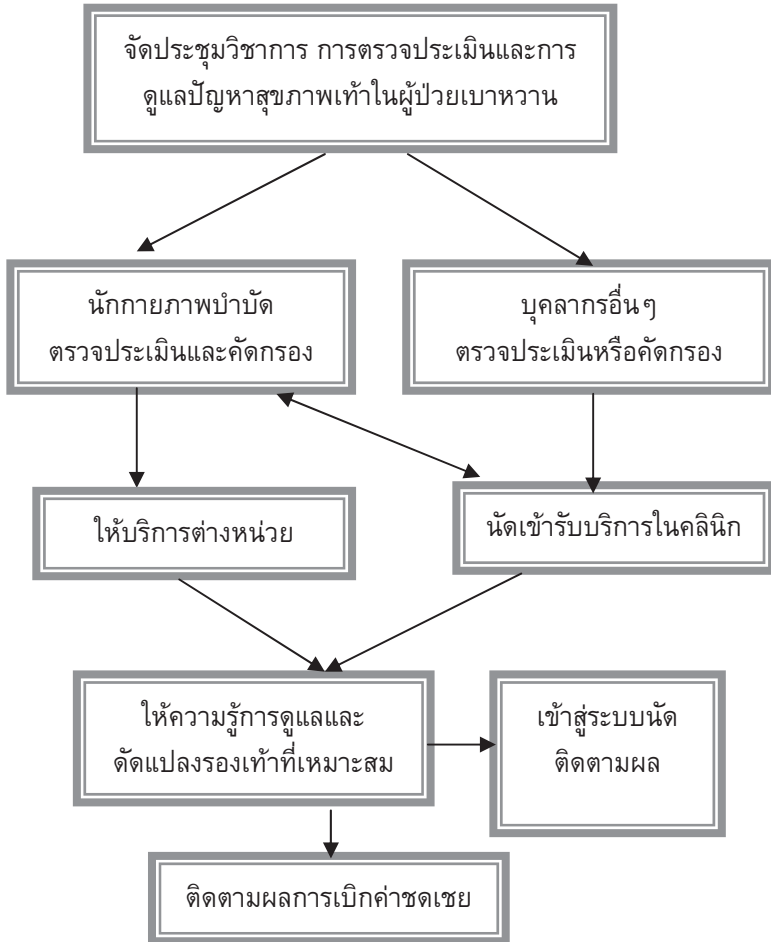 จัดประชุมวิชาการ การตรวจประเมินและการ
ดูแลปัญหาสุขภาพเท้าในผู้ป่วยเบาหวาน
นักกายภาพบำบัด
ตรวจประเมินและคัดกรอง
บุคลากรอื่นๆ
ตรวจประเมินหรือคัดกรอง
ให้บริการต่างหน่วย
นัดเข้ารับบริการในคลินิก
ให้ความรู้การดูแลและ
ดัดแปลงรองเท้าที่เหมาะสม
เข้าสู่ระบบนัด
ติดตามผล
ติดตามผลการเบิกค่าชดเชย